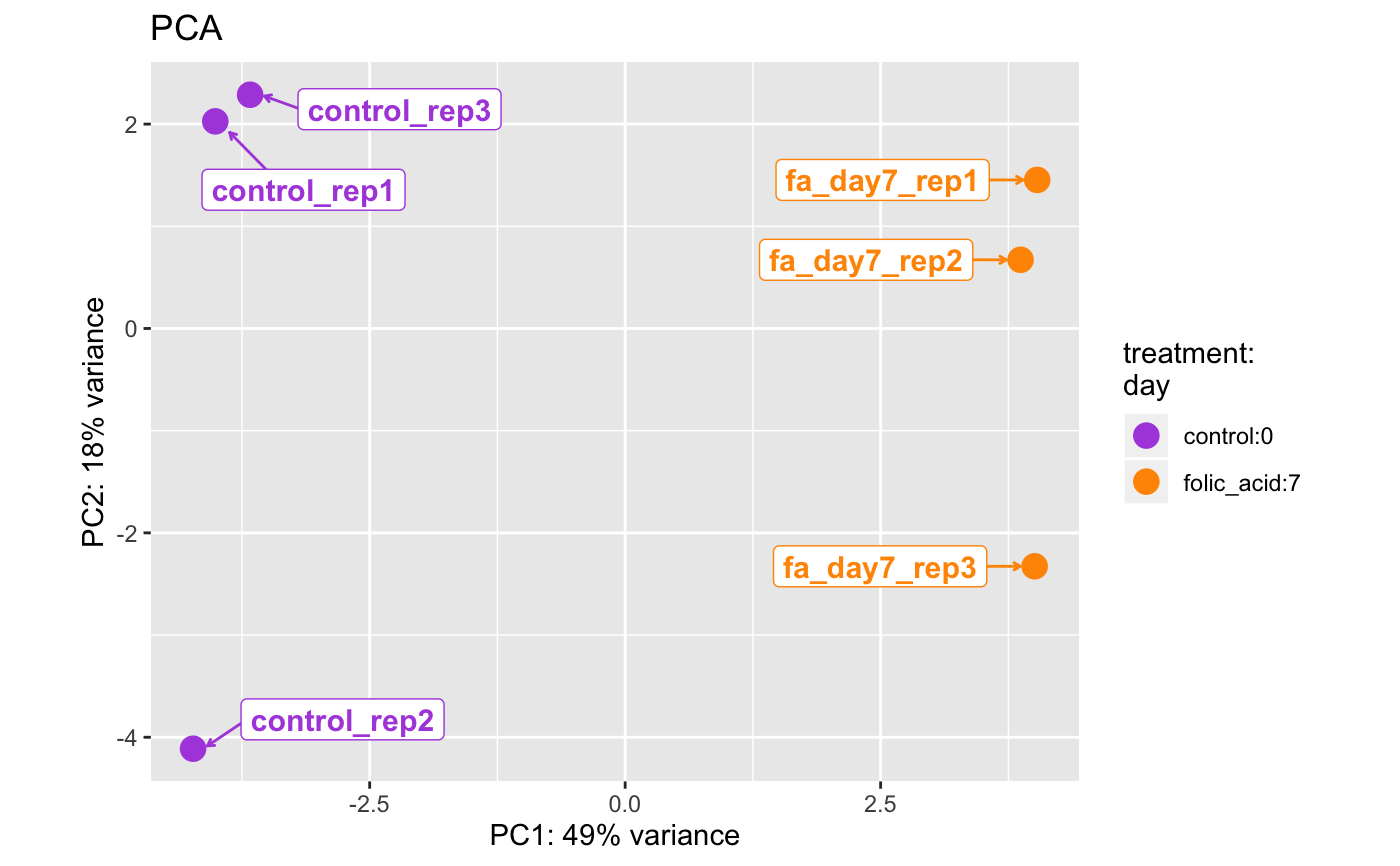 PCA
control_rep3
control_rep1
fa_day7_rep1
fa_day7_rep2
fa_day7_rep3
control_rep2
2
0
-2
-4
PC2: 18% variance
-2.5
0.0
2.5
PC1: 49% variance
treatment:
day
control:0
folic_acid:7